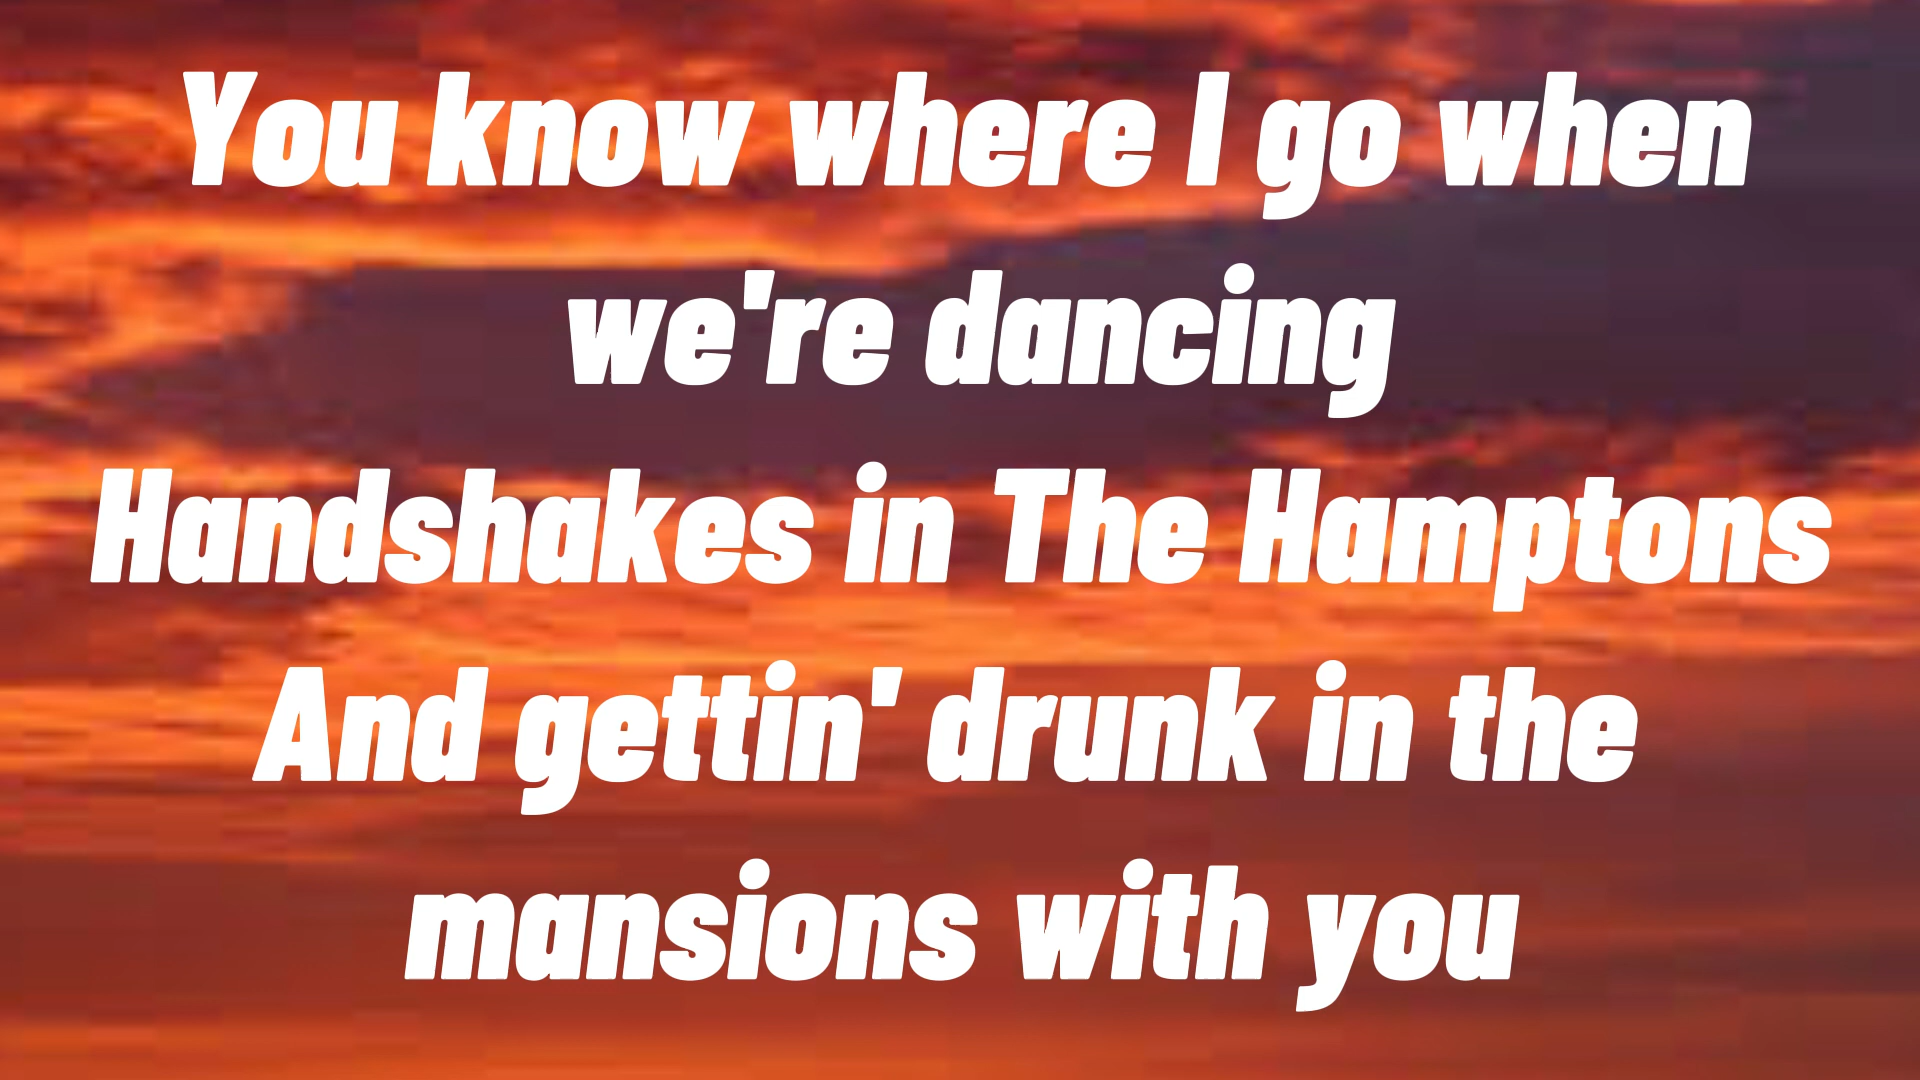 You know where I go when
we're dancing
Handshakes in The Hamptons
And gettin' drunk in the
mansions with you